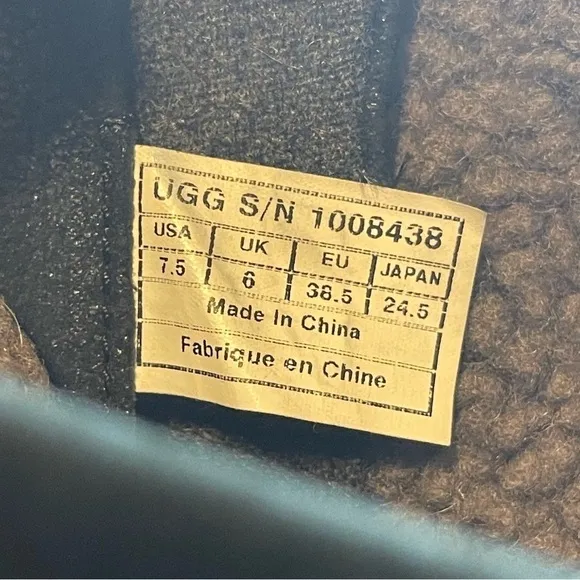 UGG S/N 1008438
USA UK EU JAPAN
7.5 6 38.5 24.5
Made In China
Fabrique en Chine